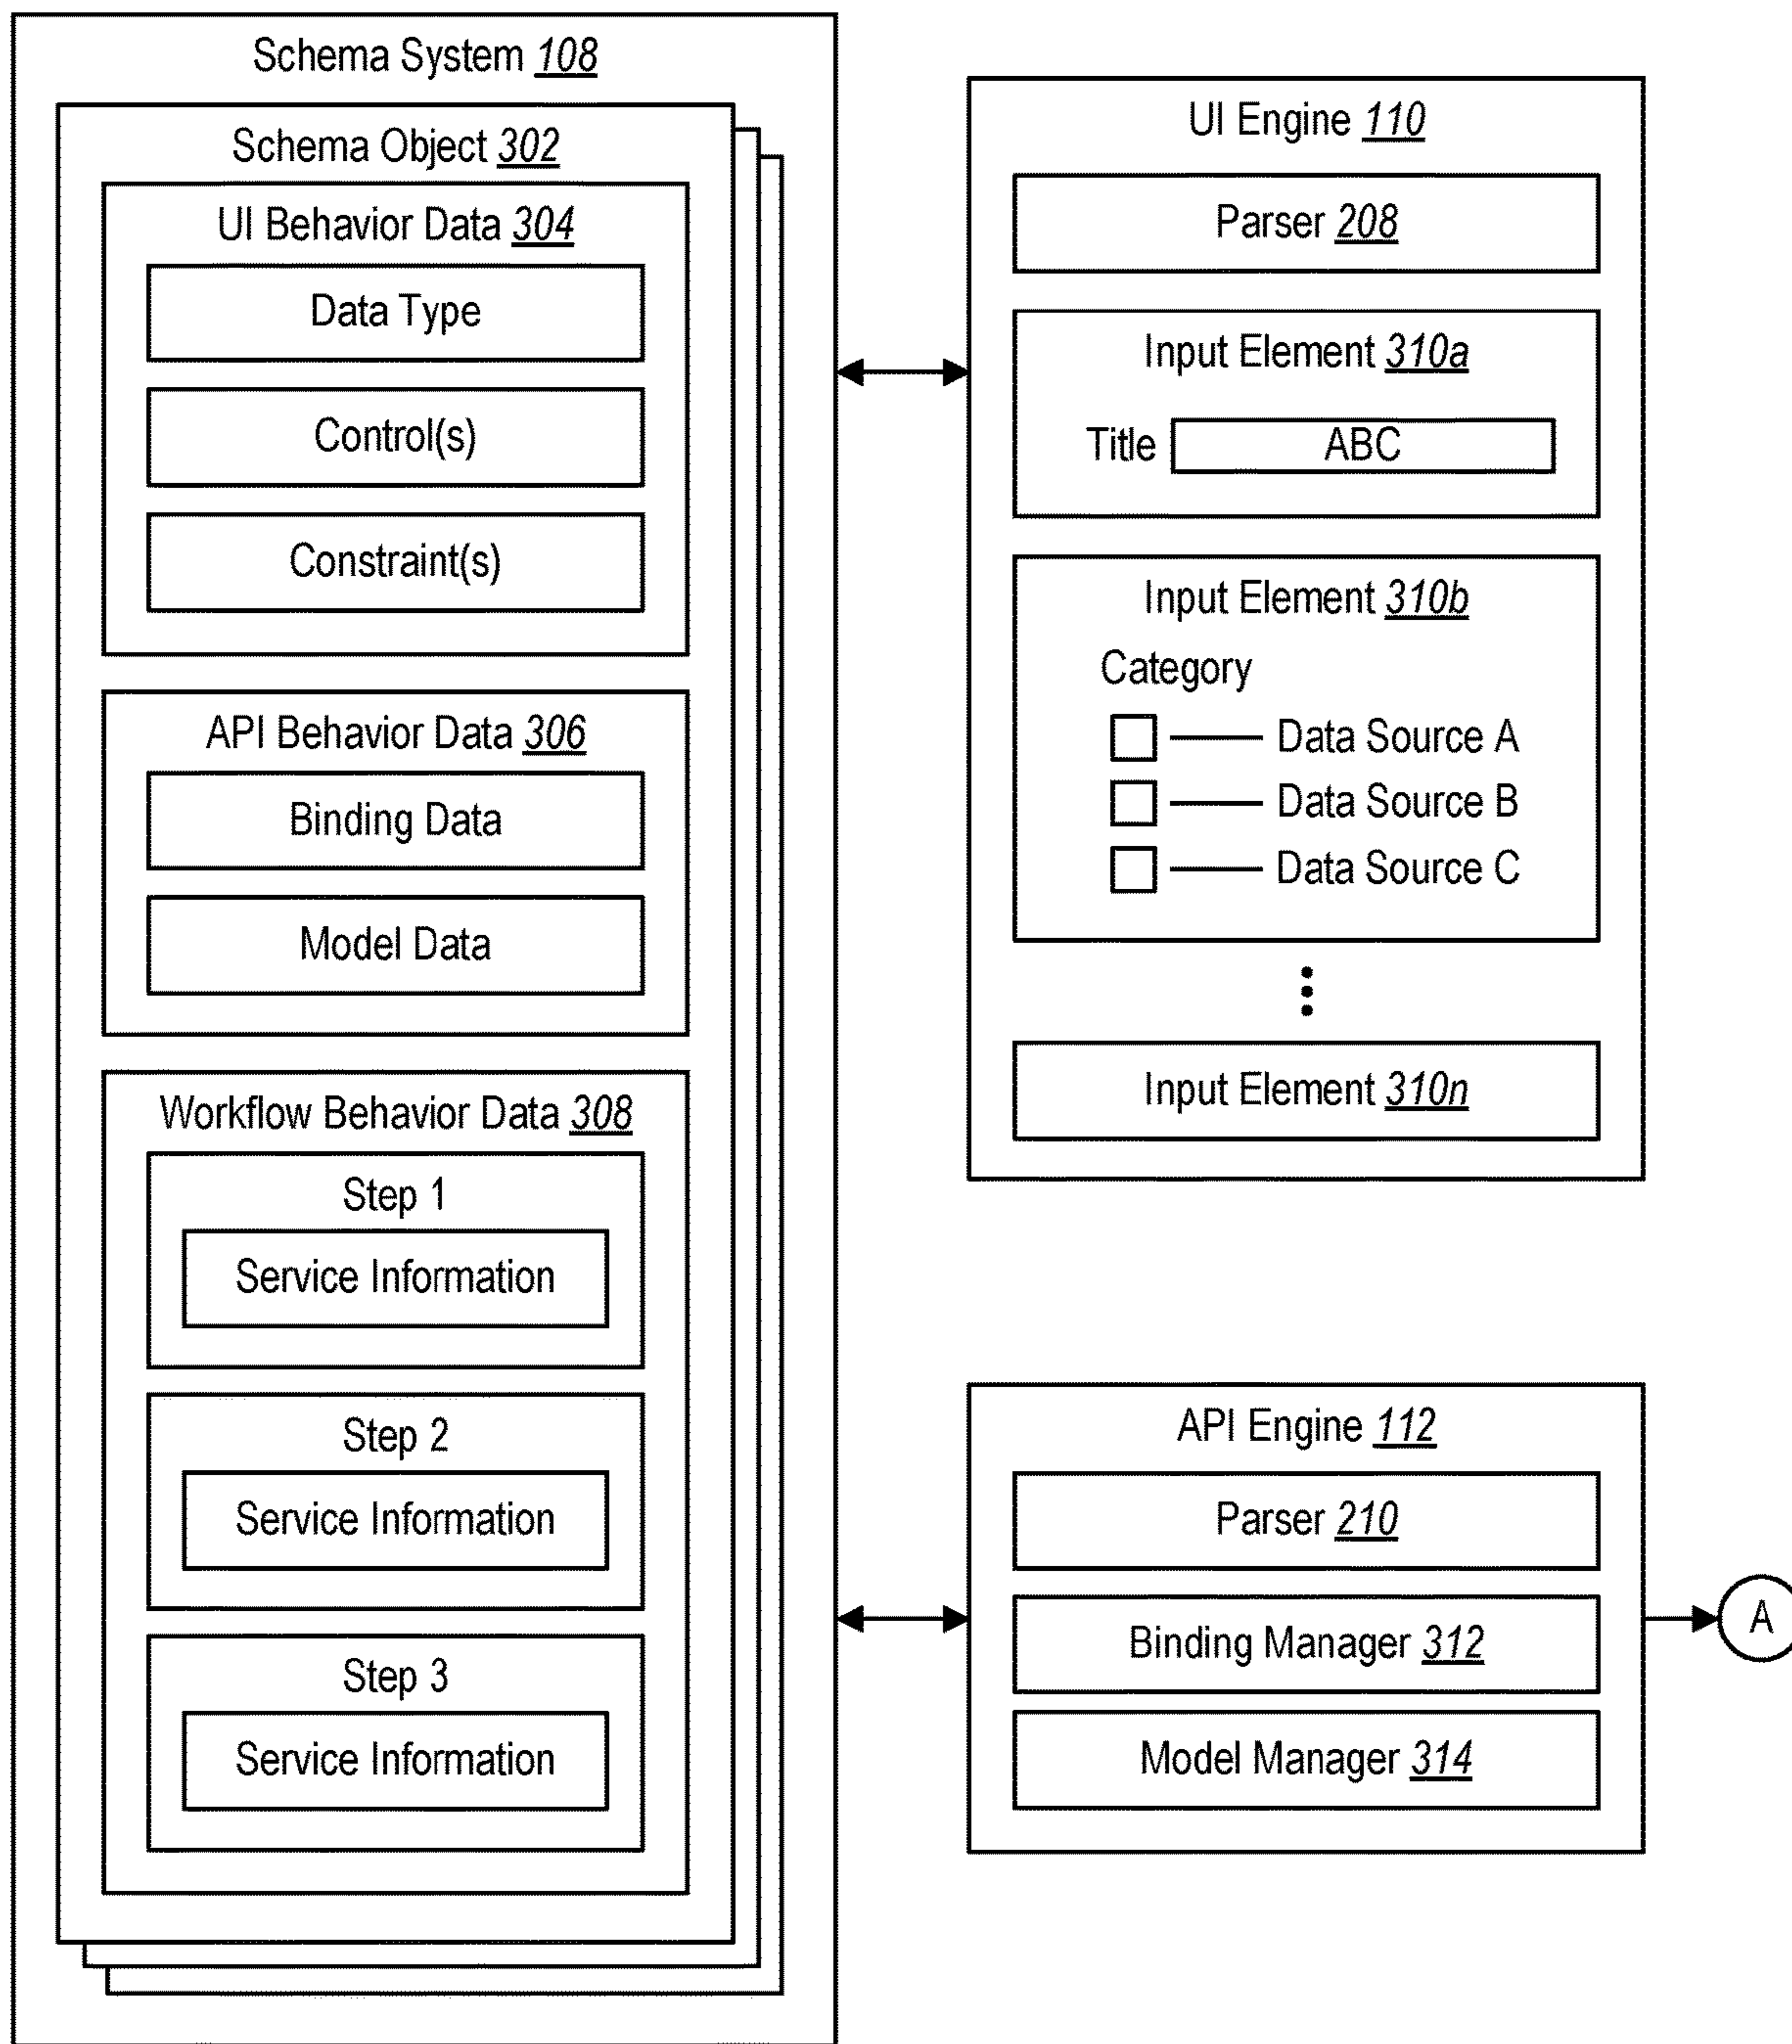 Schema System 108
Schema Object 302
UI Behavior Data 304
Data Type
Control(s)
Constraint(s)
API Behavior Data 306
Binding Data
Model Data
Workflow Behavior Data 308
Step 1
Service Information
Step 2
Service Information
Step 3
Service Information
UI Engine 110
Parser 208
Input Element 310a
Title ABC
Input Element 310b
Category
Data Source A
Data Source B
Data Source C
Input Element 310n
API Engine 112
Parser 210
Binding Manager 312
Model Manager 314
A